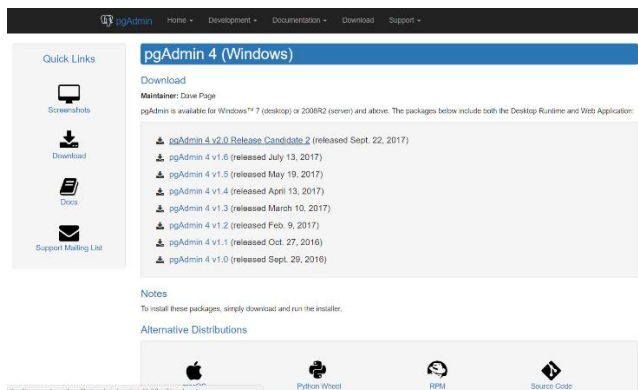 pgAdmin Home Development Documentation Download Support
Quick Links
Screenshots
Download
Docs
Support Mailing List
pgAdmin 4 (Windows)
Download
Maintainer: Dave Page
pgAdmin is available for Windows™ 7 (desktop) or 2008R2 (server) and above. The packages below include both the Desktop Runtime and Web Application:
pgAdmin 4 v2.0 Release Candidate 2 (released Sept. 22, 2017)
pgAdmin 4 v1.6 (released July 13, 2017)
pgAdmin 4 v1.5 (released May 19, 2017)
pgAdmin 4 v1.4 (released April 13, 2017)
pgAdmin 4 v1.3 (released March 10, 2017)
pgAdmin 4 v1.2 (released Feb. 9, 2017)
pgAdmin 4 v1.1 (released Oct. 27, 2016)
pgAdmin 4 v1.0 (released Sept. 29, 2016)
Notes
To install these packages, simply download and run the installer.
Alternative Distributions
macOS Python Wheel RPM Source Code